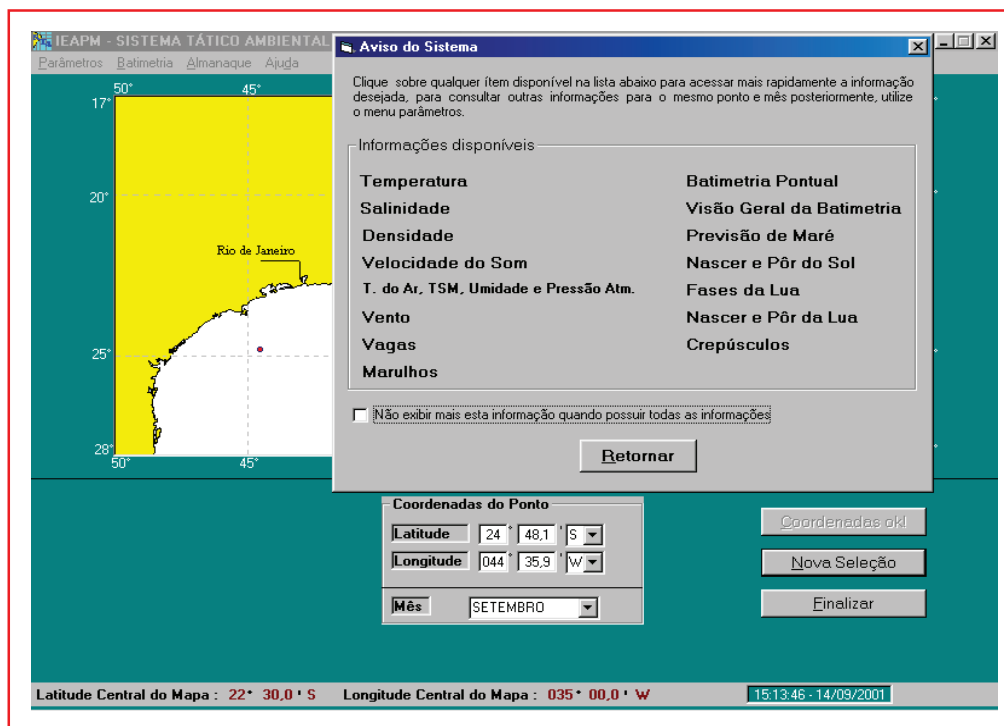 IEAPM - SISTEMA TÁTICO AMBIENTAL
Parâmetros Batimetria Almanaque Ajuda
50° 45°
17°
20°
Rio de Janeiro
25°
28°
50° 45°
Aviso do Sistema
Clique sobre qualquer ítem disponível na lista abaixo para acessar mais rapidamente a informação
desejada, para consultar outras informações para o mesmo ponto e mês posteriormente, utilize
o menu parâmetros.
Informações disponíveis
Temperatura
Salinidade
Densidade
Velocidade do Som
T. do Ar, TSM, Umidade e Pressão Atm.
Vento
Vagas
Marulhos
Batimetria Pontual
Visão Geral da Batimetria
Previsão de Maré
Nascer e Pôr do Sol
Fases da Lua
Nascer e Pôr da Lua
Crepúsculos
Não exibir mais esta informação quando possuir todas as informações
Retornar
Coordenadas do Ponto
Latitude 24 ° 48,1 ' S
Longitude 044 ° 35,9 ' W
Mês SETEMBRO
Coordenadas ok!
Nova Seleção
Finalizar
Latitude Central do Mapa : 22° 30,0 ' S Longitude Central do Mapa : 035° 00,0 ' W 15:13:46 - 14/09/2001